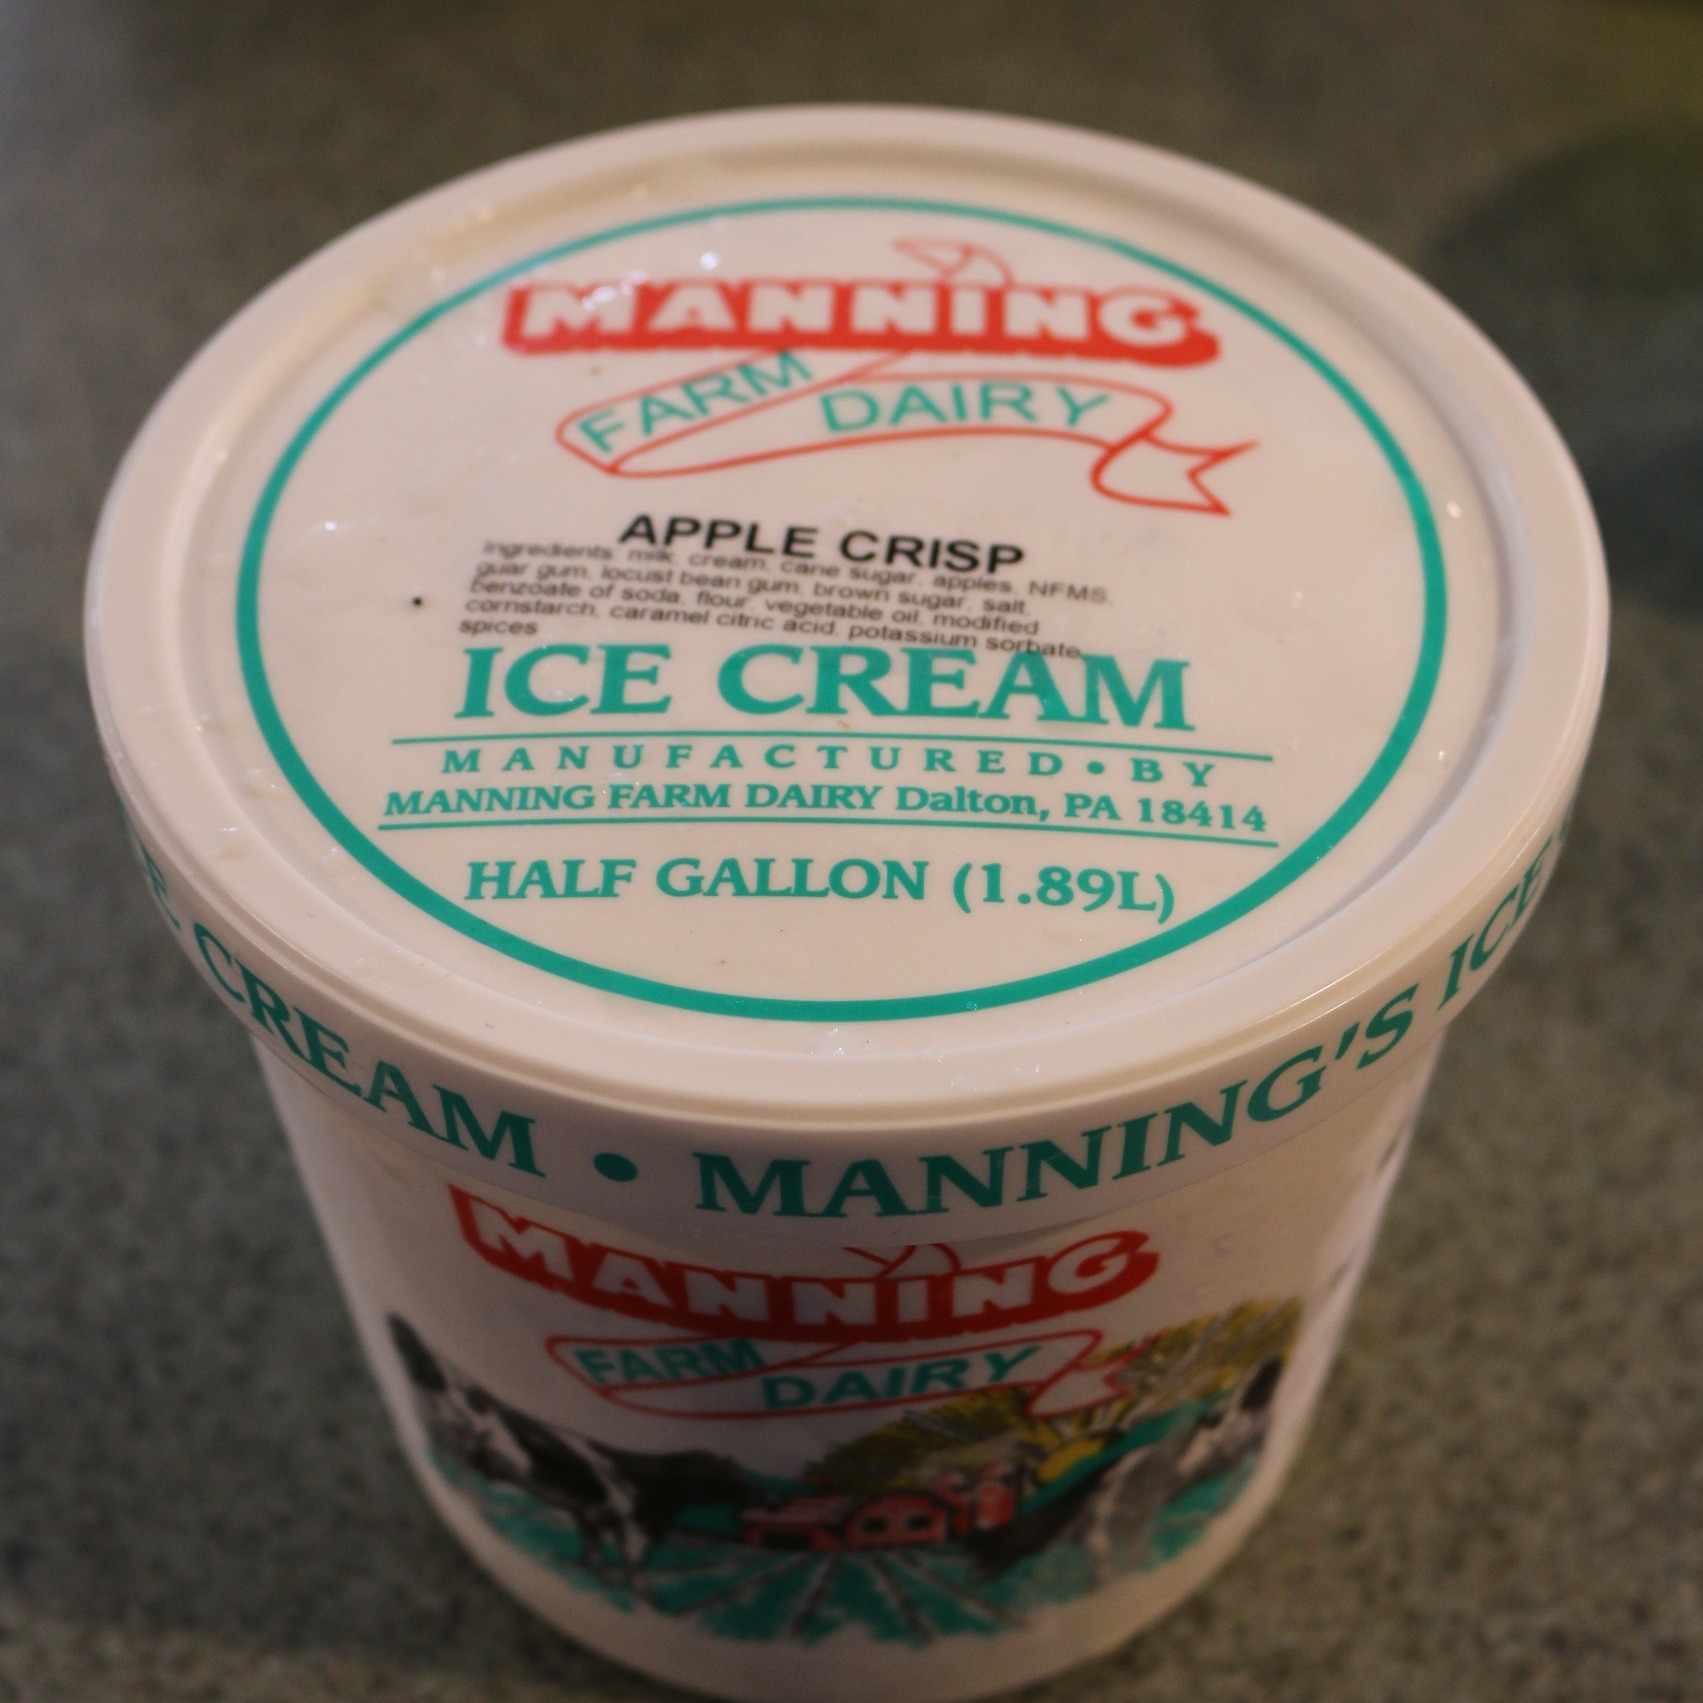 MANNING
FARM DAIRY
APPLE CRISP
Ingredients. milk, cream, cane sugar, apples, NFMS,
guar gum, locust bean gum, brown sugar, salt,
benzoate of soda, flour, vegetable oil, modified
cornstarch, caramel citric acid, potassium sorbate,
spices
ICE CREAM
MANUFACTURED • BY
MANNING FARM DAIRY Dalton, PA 18414
HALF GALLON (1.89L)
CREAM • MANNING'S ICE
MANNING
FARM DAIRY